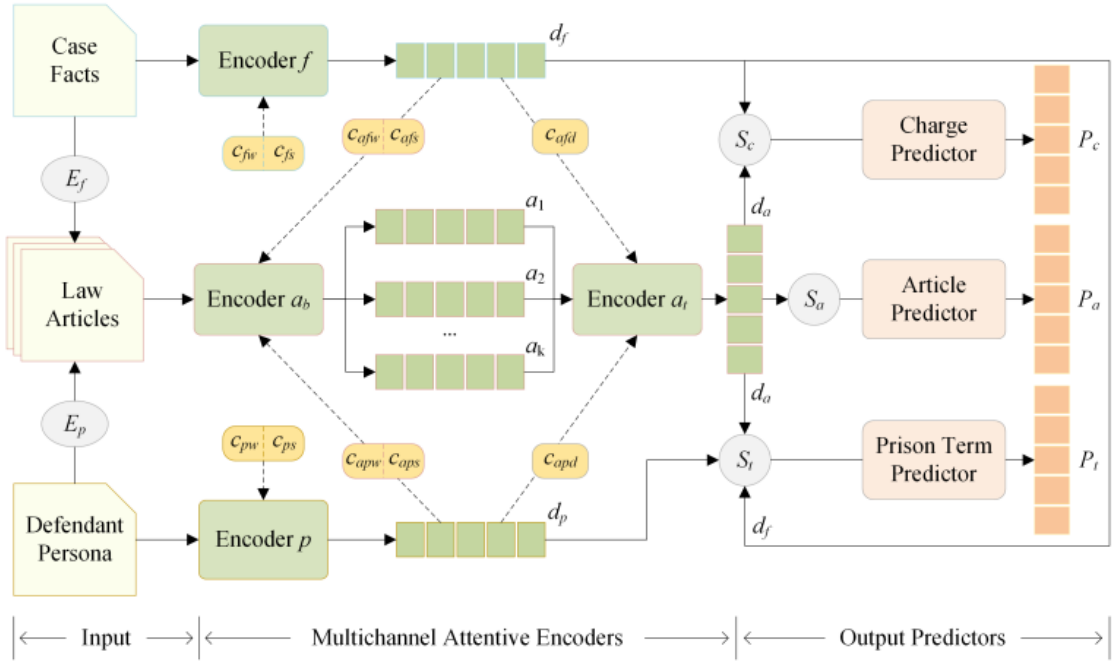 Case
Facts
Encoder f
d_f
c_fw c_fs
c_afw c_afs
c_afd
S_c
Charge
Predictor
P_c
E_f
a_1
d_a
Law
Articles
Encoder a_b
a_2
...
a_k
Encoder a_t
S_a
Article
Predictor
P_a
E_p
d_a
c_pw c_ps
c_apw c_aps
c_apd
S_t
Prison Term
Predictor
P_t
Defendant
Persona
Encoder p
d_p
d_f
Input
Multichannel Attentive Encoders
Output Predictors